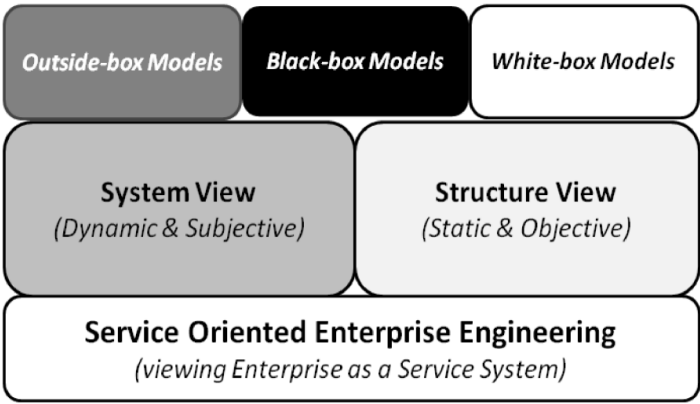 Outside-box Models
Black-box Models
White-box Models
System View
(Dynamic & Subjective)
Structure View
(Static & Objective)
Service Oriented Enterprise Engineering
(viewing Enterprise as a Service System)